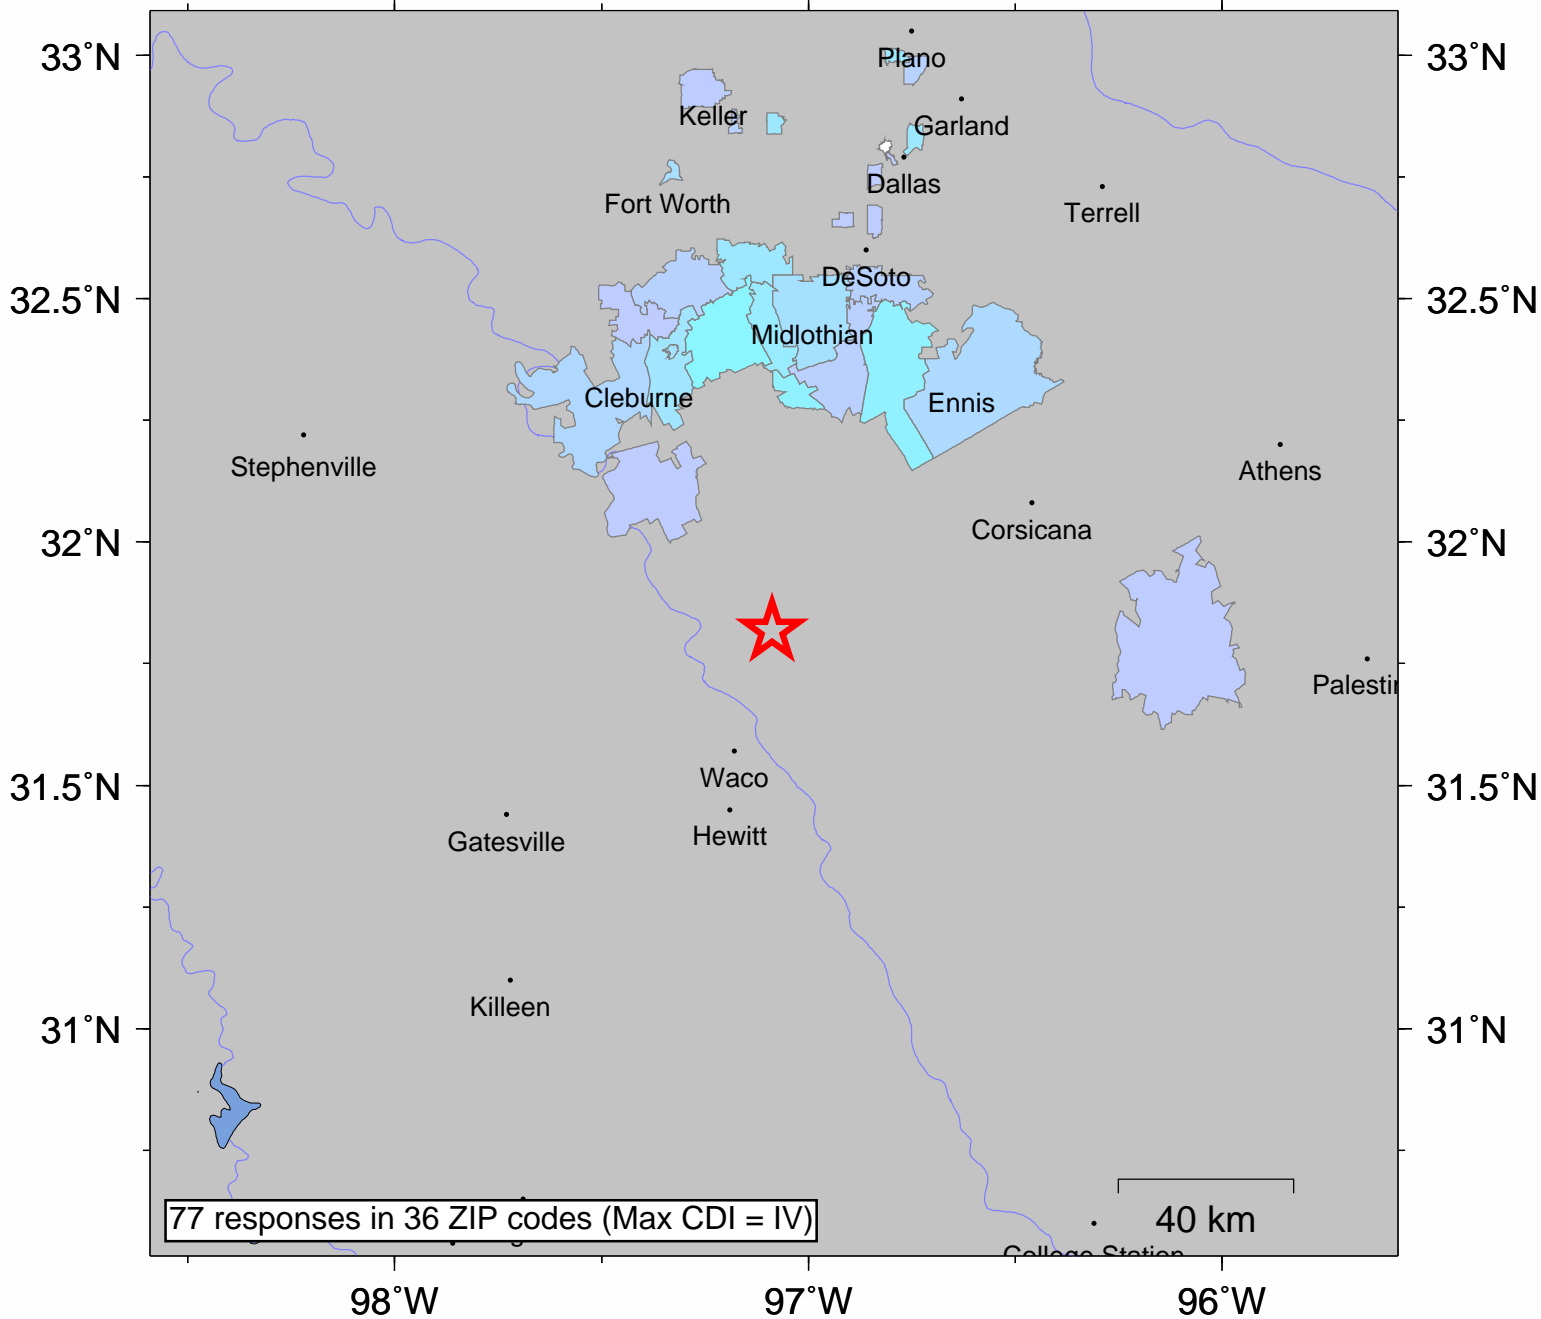 33˚N
33˚N
Plano
Keller
Garland
Dallas
Fort Worth
Terrell
DeSoto
32.5˚N
32.5˚N
Midlothian
Cleburne
Ennis
Stephenville
Athens
Corsicana
32˚N
32˚N
Palestin
Waco
31.5˚N
31.5˚N
Hewitt
Gatesville
Killeen
31˚N
31˚N
77 responses in 36 ZIP codes (Max CDI = IV)
40 km
College Station
98˚W
97˚W
96˚W